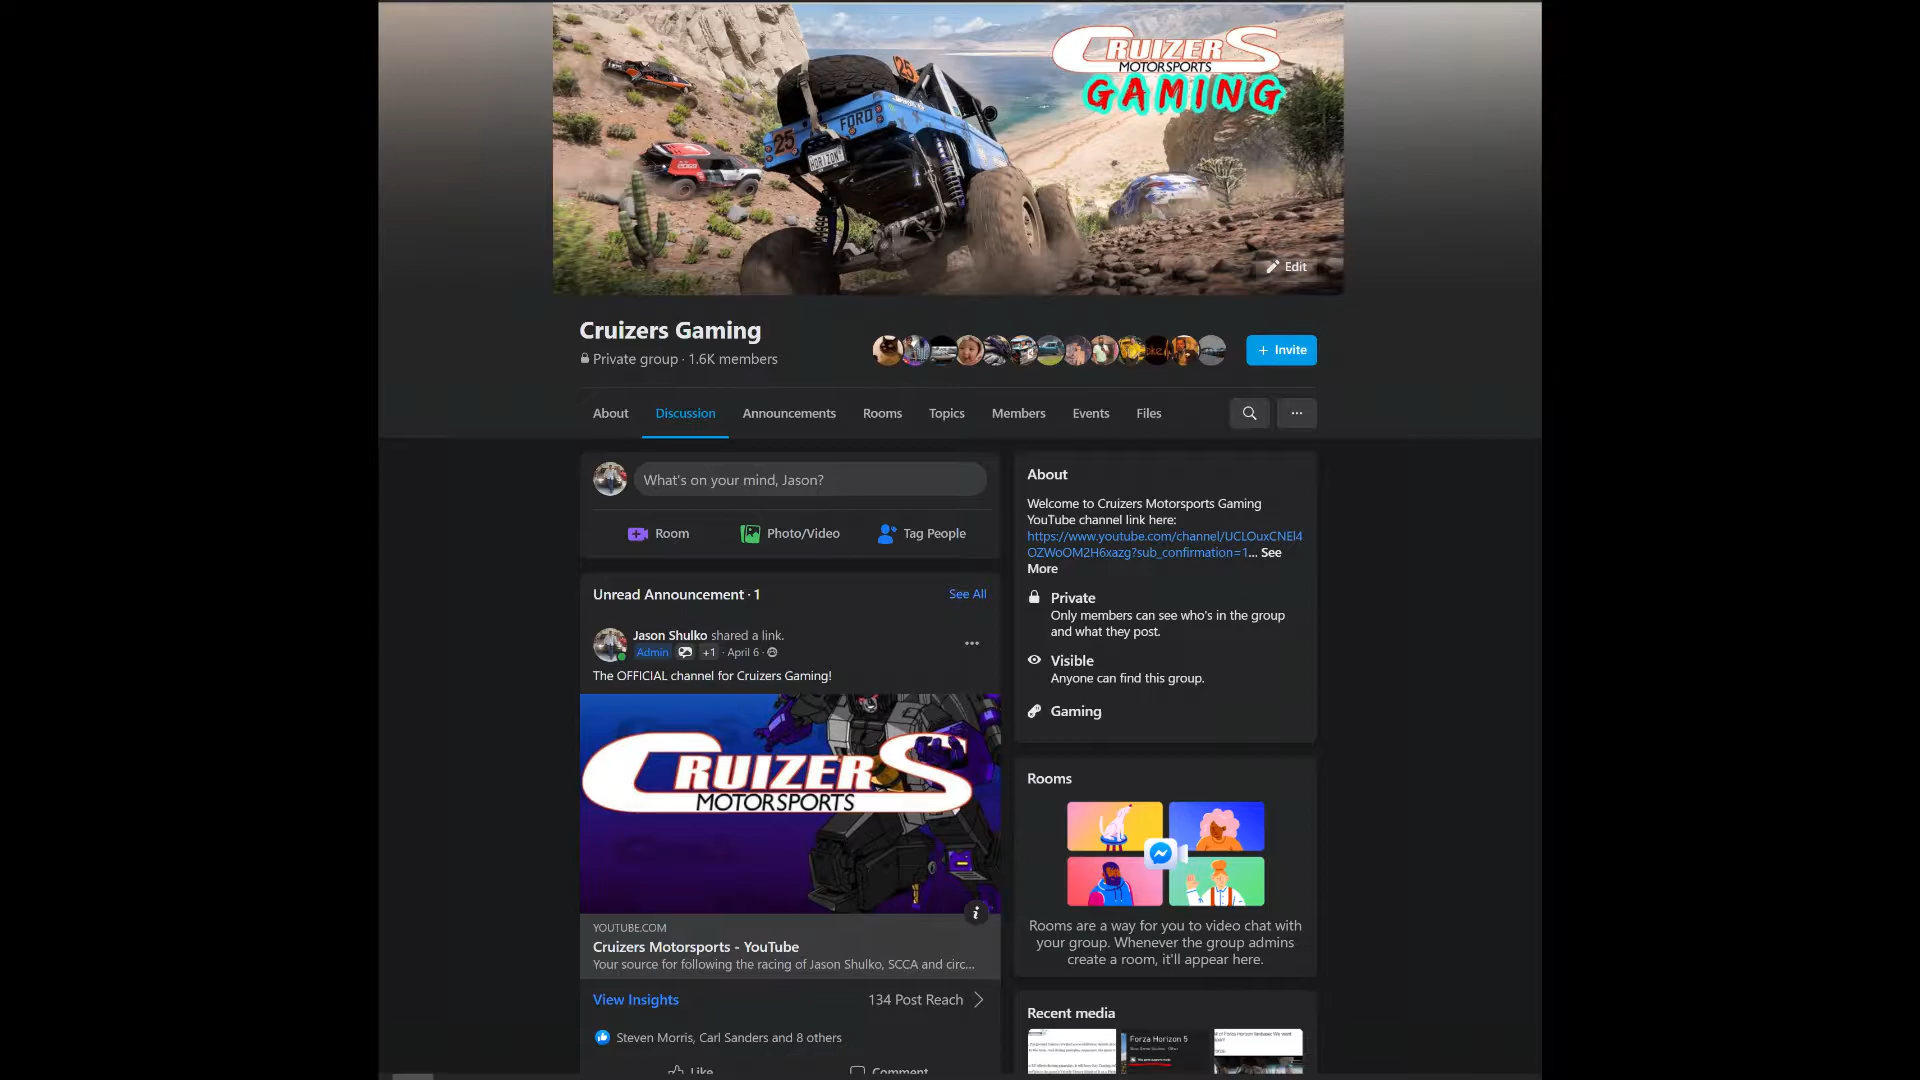 CRUIZERS
MOTORSPORTS
GAMING
25
25
FORD
HORIZON
Edit
Cruizers Gaming
Private group · 1.6K members
+ Invite
About
Discussion
Announcements
Rooms
Topics
Members
Events
Files
What's on your mind, Jason?
Room
Photo/Video
Tag People
Unread Announcement · 1
See All
Jason Shulko shared a link.
Admin +1 · April 6 ·
The OFFICIAL channel for Cruizers Gaming!
CRUIZERS
MOTORSPORTS
YOUTUBE.COM
Cruizers Motorsports - YouTube
Your source for following the racing of Jason Shulko, SCCA and circ...
View Insights
134 Post Reach
Steven Morris, Carl Sanders and 8 others
Like
Comment
About
Welcome to Cruizers Motorsports Gaming
YouTube channel link here:
https://www.youtube.com/channel/UCLOuxCNEl4
OZWoOM2H6xazg?sub_confirmation=1... See
More
Private
Only members can see who's in the group
and what they post.
Visible
Anyone can find this group.
Gaming
Rooms
Rooms are a way for you to video chat with
your group. Whenever the group admins
create a room, it'll appear here.
Recent media
Forza Horizon 5